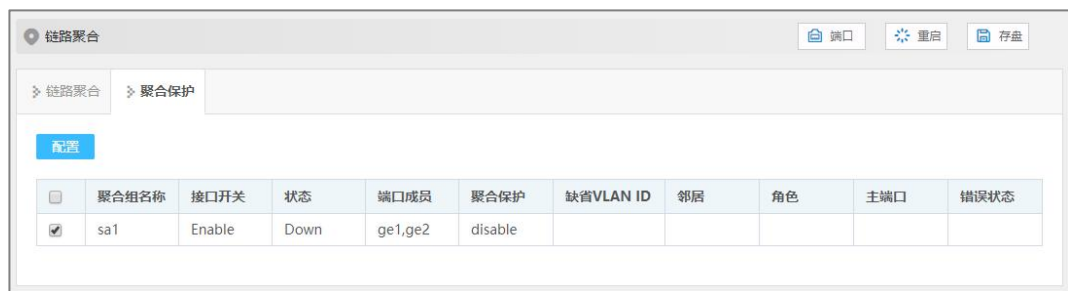 链路聚合 端口 重启 存盘
链路聚合 聚合保护
配置
聚合组名称 接口开关 状态 端口成员 聚合保护 缺省VLAN ID 邻居 角色 主端口 错误状态
sa1 Enable Down ge1,ge2 disable